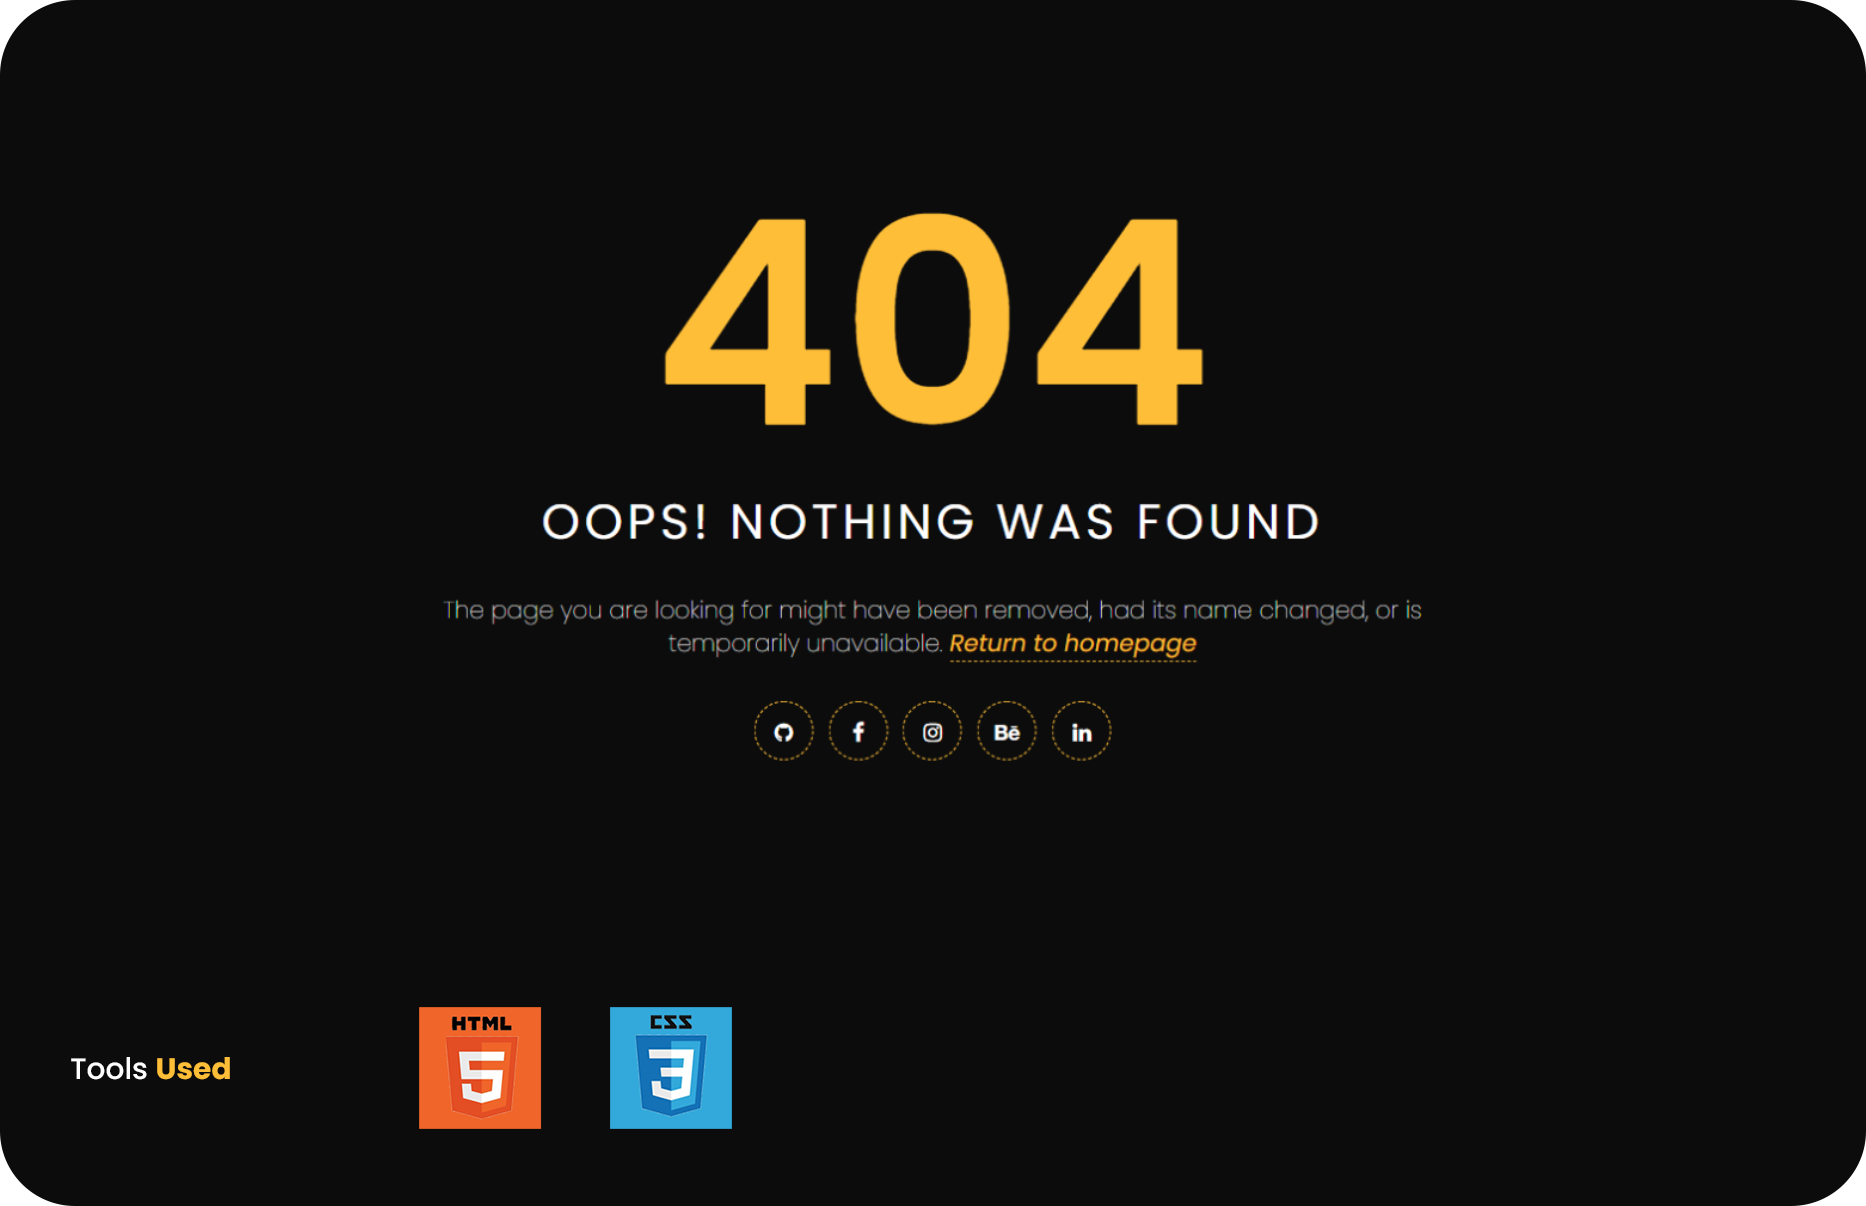 404
OOPS! NOTHING WAS FOUND
The page you are looking for might have been removed, had its name changed, or is
temporarily unavailable. Return to homepage
Bē in
Tools Used
HTML
5
CSS
3